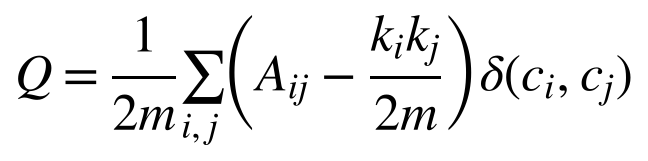 Q = \frac{1}{2m} \sum_{i,j} \left( A_{ij} - \frac{k_i k_j}{2m} \right) \delta(c_i, c_j)